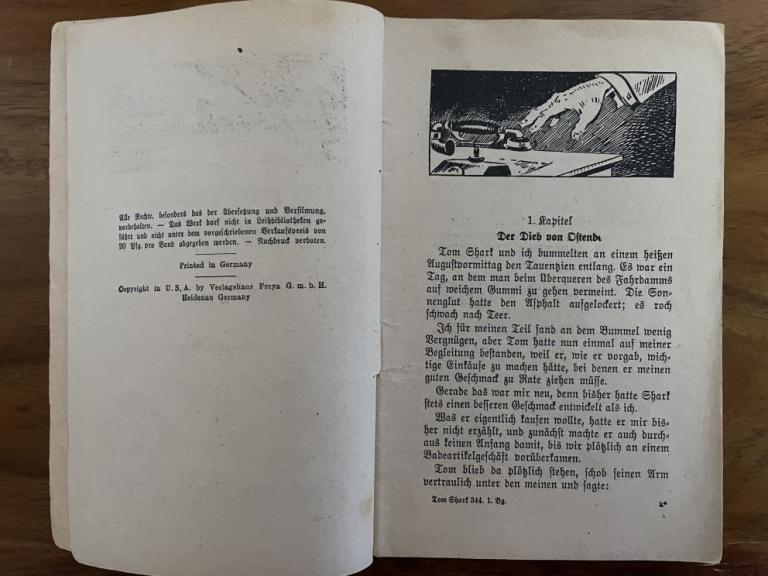 Alle Rechte, besonders das der Übersetzung und Verfilmung,
vorbehalten. — Das Werk darf nicht in Leihbibliotheken ge-
führt und nicht unter dem vorgeschriebenen Verkaufspreis von
20 Pfg. pro Band abgegeben werden. — Nachdruck verboten.
Printed in Germany
Copyright in U.S.A. by Verlagshaus Freya G. m. b. H.
Heidenau Germany
1. Kapitel
Der Dieb von Ostende
Tom Shark und ich bummelten an einem heißen
Augustvormittag den Tauentzien entlang. Es war ein
Tag, an dem man beim Überqueren des Fahrdamms
auf weichem Gummi zu gehen vermeint. Die Son-
nenglut hatte den Asphalt aufgelockert; es roch
schwach nach Teer.
Ich für meinen Teil fand an dem Bummel wenig
Vergnügen, aber Tom hatte nun einmal auf meiner
Begleitung bestanden, weil er, wie er vorgab, wich-
tige Einkäufe zu machen hätte, bei denen er meinen
guten Geschmack zu Rate ziehen müsse.
Gerade das war mir neu, denn bisher hatte Shark
stets einen besseren Geschmack entwickelt als ich.
Was er eigentlich kaufen wollte, hatte er mir bis-
her nicht erzählt, und zunächst machte er auch durch-
aus keinen Anfang damit, bis wir plötzlich an einem
Badeartikelgeschäft vorüberkamen.
Tom blieb da plötzlich stehen, schob seinen Arm
vertraulich unter den meinen und sagte:
Tom Shark 344. 1. Bg.